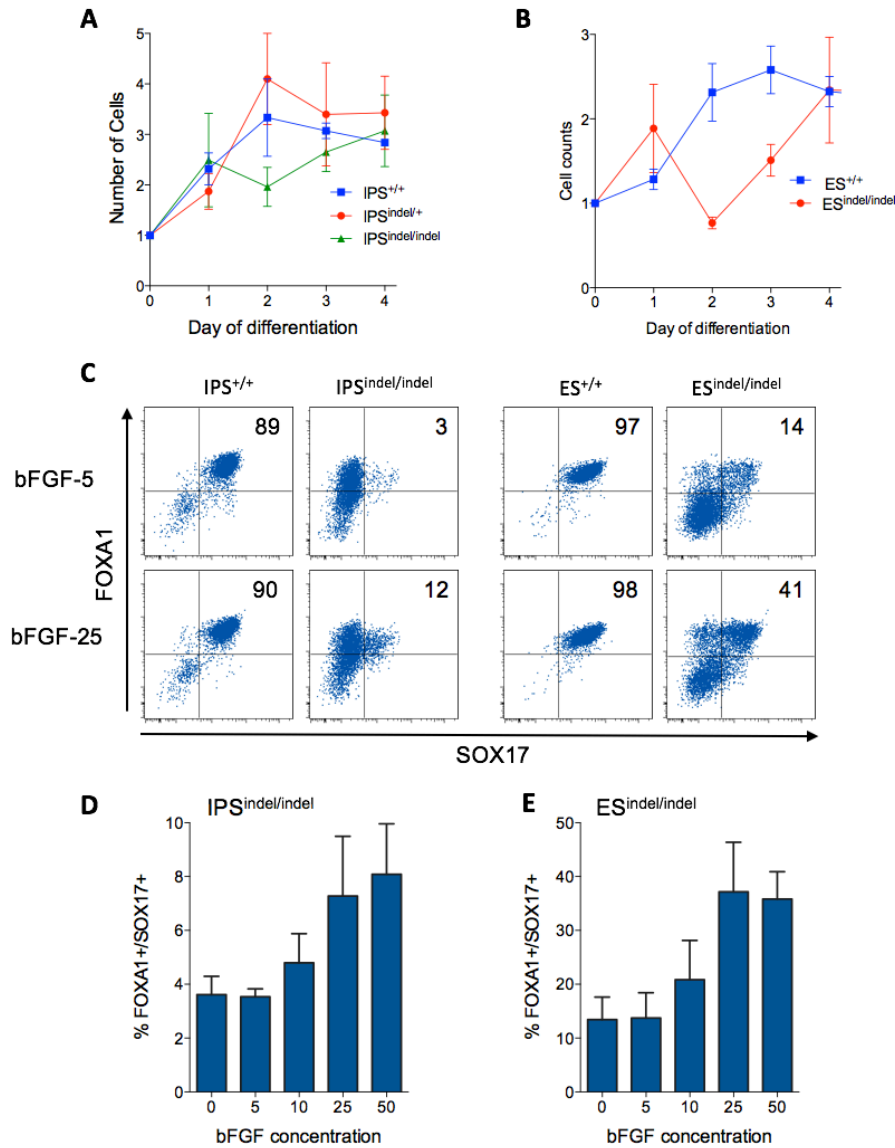 A
Number of Cells
5
4
3
2
1
0
0 1 2 3 4
Day of differentiation
IPS+/+
IPSindel/+
IPSindel/indel
B
Cell counts
3
2
1
0
0 1 2 3 4
Day of differentiation
ES+/+
ESindel/indel
C
IPS+/+ IPSindel/indel ES+/+ ESindel/indel
bFGF-5
89 3 97 14
bFGF-25
90 12 98 41
FOXA1
SOX17
D
IPSindel/indel
% FOXA1+/SOX17+
10
8
6
4
2
0
0 5 10 25 50
bFGF concentration
E
ESindel/indel
% FOXA1+/SOX17+
50
40
30
20
10
0
0 5 10 25 50
bFGF concentration